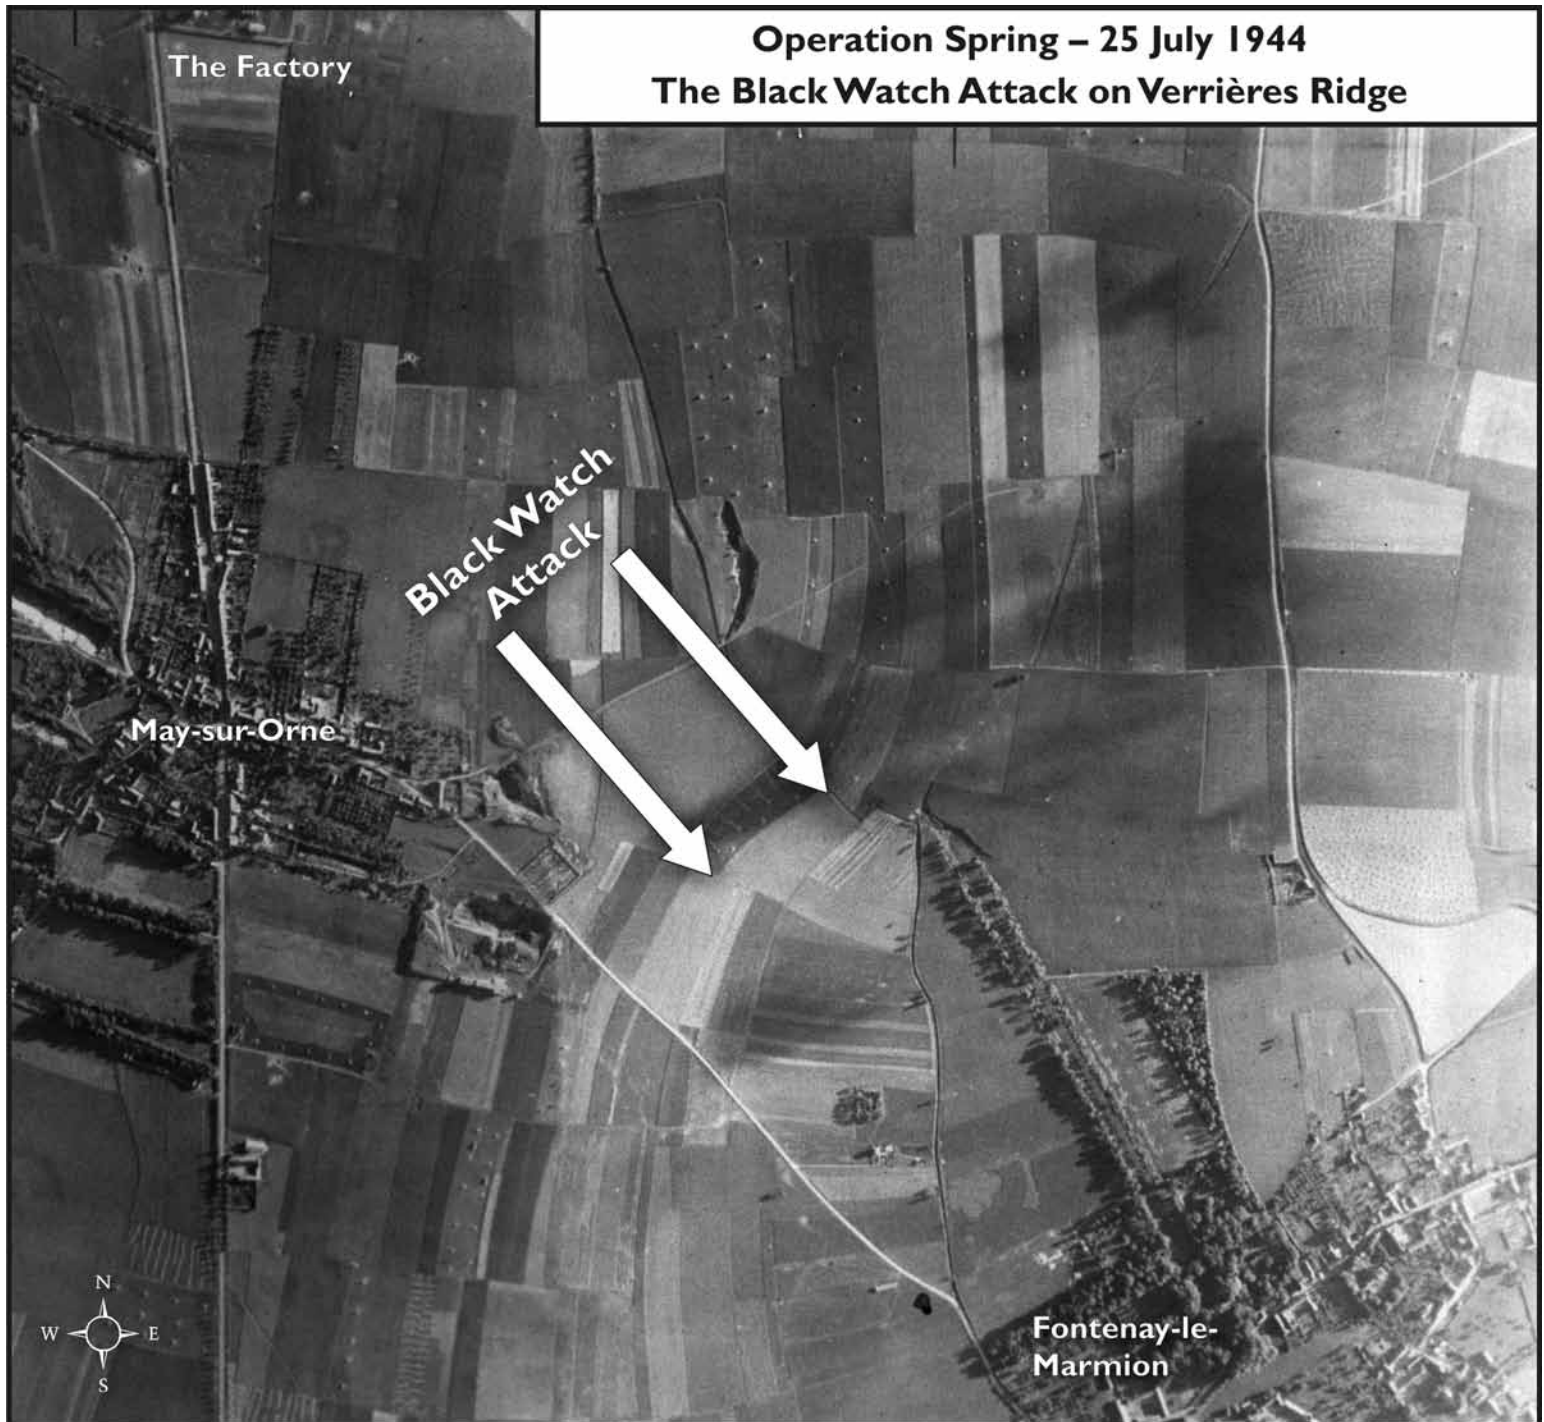 Operation Spring – 25 July 1944
The Black Watch Attack on Verrières Ridge
The Factory
Black Watch
Attack
May-sur-Orne
N
W
E
S
Fontenay-le-
Marmion